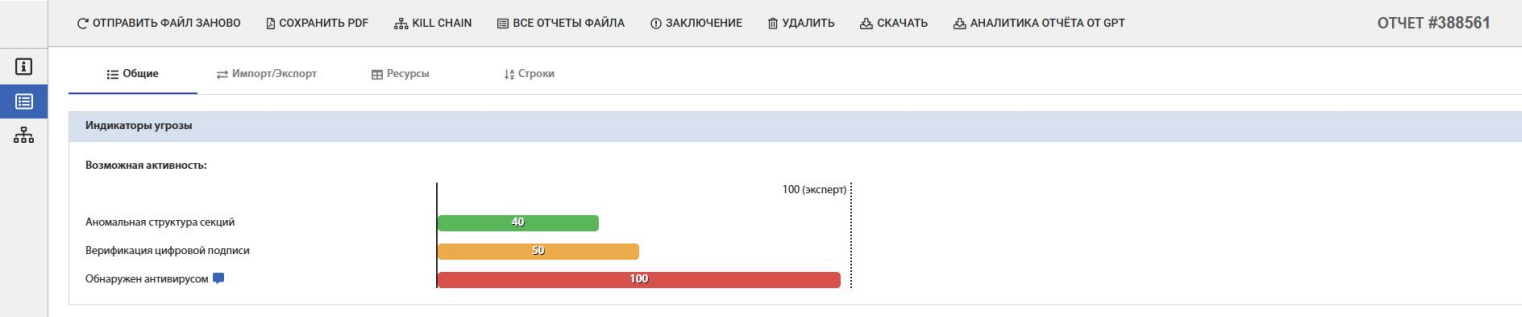 ОТПРАВИТЬ ФАЙЛ ЗАНОВО СОХРАНИТЬ PDF KILL CHAIN ВСЕ ОТЧЕТЫ ФАЙЛА ЗАКЛЮЧЕНИЕ УДАЛИТЬ СКАЧАТЬ АНАЛИТИКА ОТЧЁТА ОТ GPT ОТЧЕТ #388561
Общие Импорт/Экспорт Ресурсы Строки
Индикаторы угрозы
Возможная активность:
100 (эксперт)
Аномальная структура секций 40
Верификация цифровой подписи 50
Обнаружен антивирусом 100